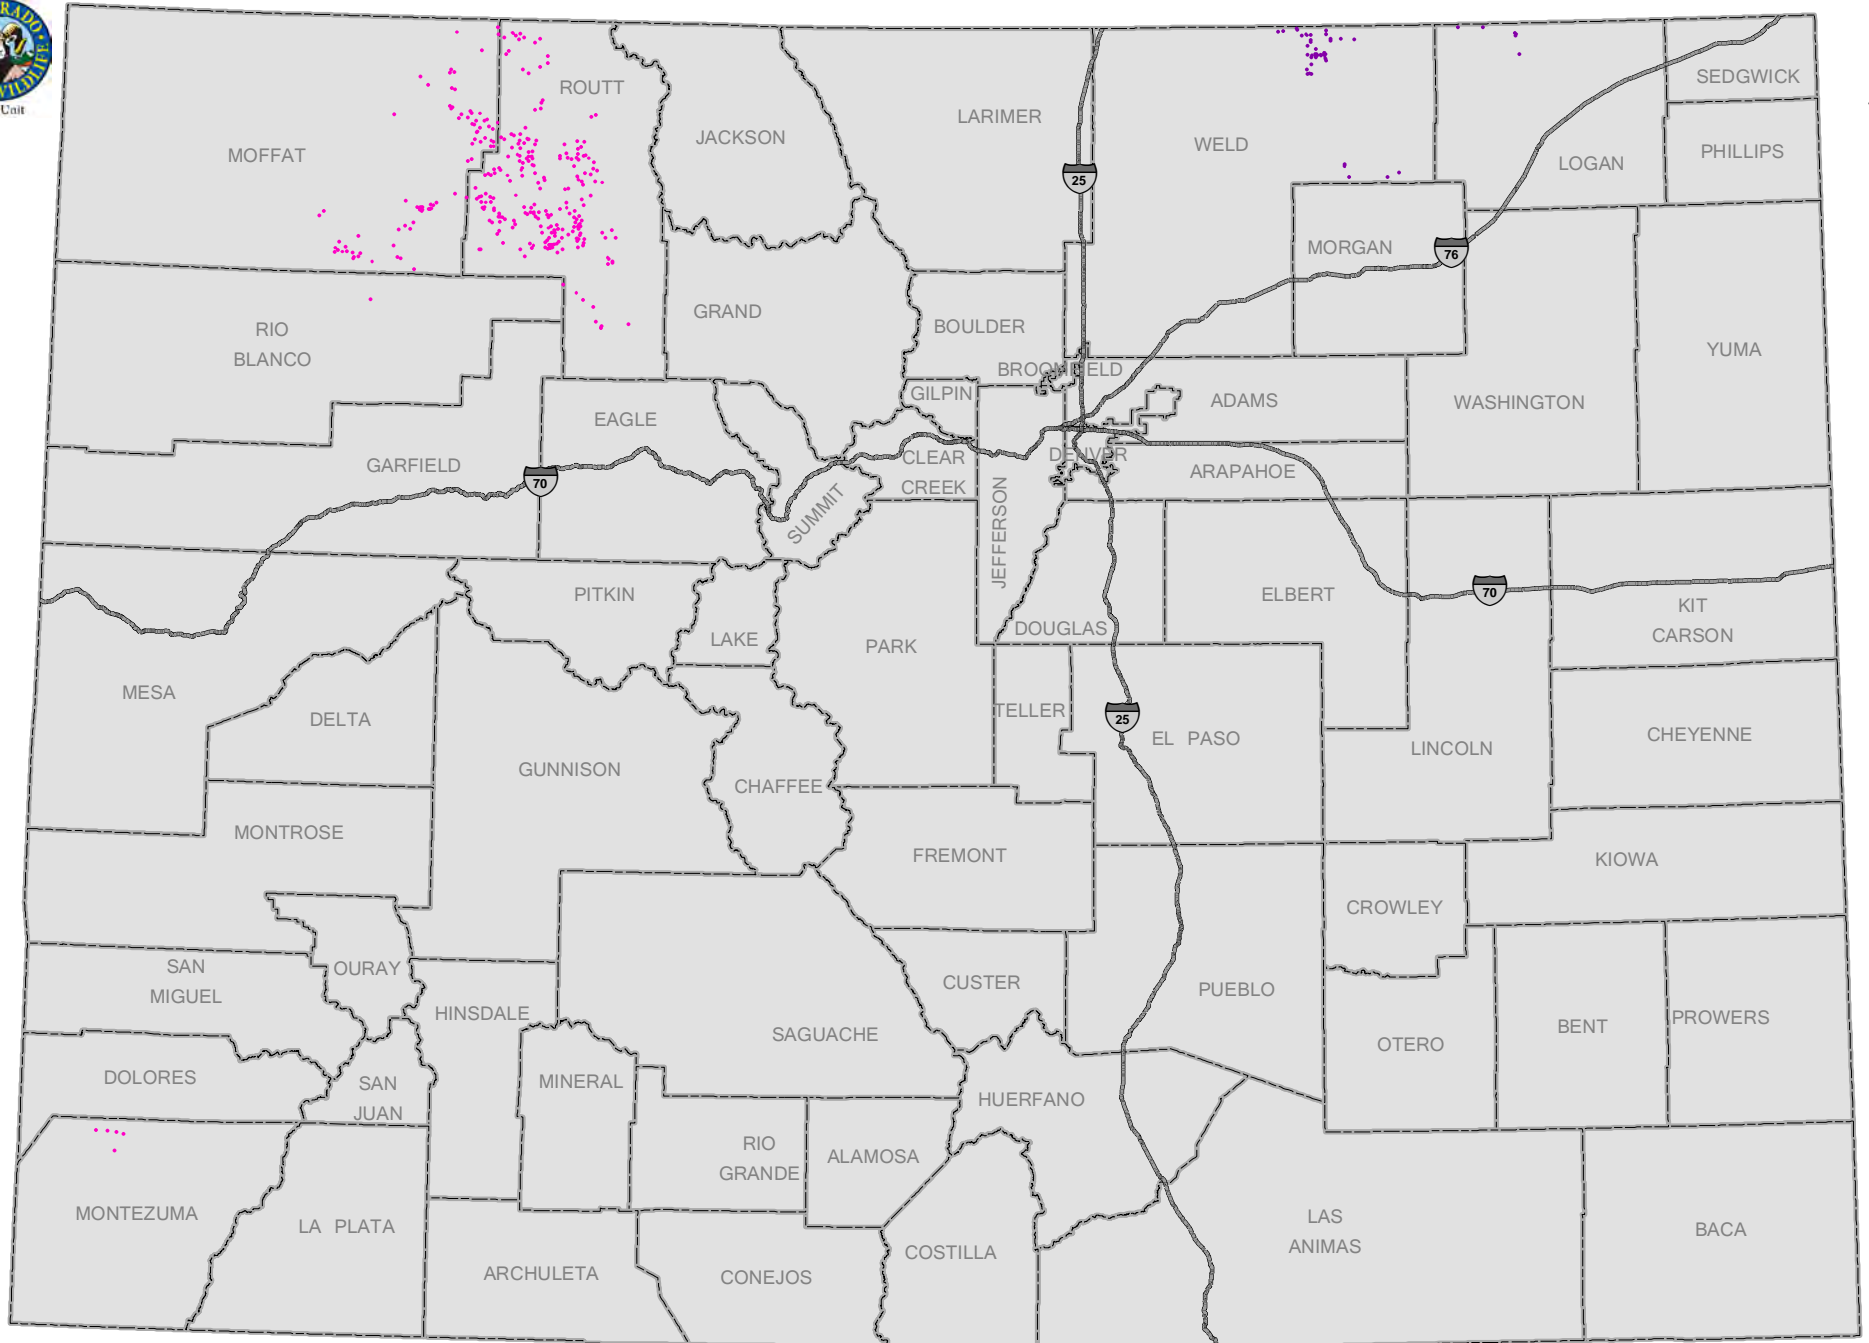 RADO
WILDLIFE
Unit
SEDGWICK
ROUTT
LARIMER
JACKSON
WELD
MOFFAT
LOGAN
PHILLIPS
25
MORGAN
76
GRAND
BOULDER
RIO
BLANCO
YUMA
BROOMFIELD
GILPIN
ADAMS
WASHINGTON
EAGLE
GARFIELD
CLEAR
CREEK
DENVER
ARAPAHOE
70
SUMMIT
JEFFERSON
PITKIN
ELBERT
70
KIT
CARSON
LAKE
DOUGLAS
PARK
MESA
DELTA
TELLER
25
EL PASO
LINCOLN
CHEYENNE
GUNNISON
CHAFFEE
MONTROSE
FREMONT
KIOWA
CROWLEY
SAN
MIGUEL
OURAY
CUSTER
PUEBLO
HINSDALE
SAGUACHE
BENT
PROWERS
OTERO
DOLORES
SAN
JUAN
MINERAL
HUERFANO
RIO
GRANDE
ALAMOSA
MONTEZUMA
LA PLATA
LAS
ANIMAS
BACA
COSTILLA
ARCHULETA
CONEJOS